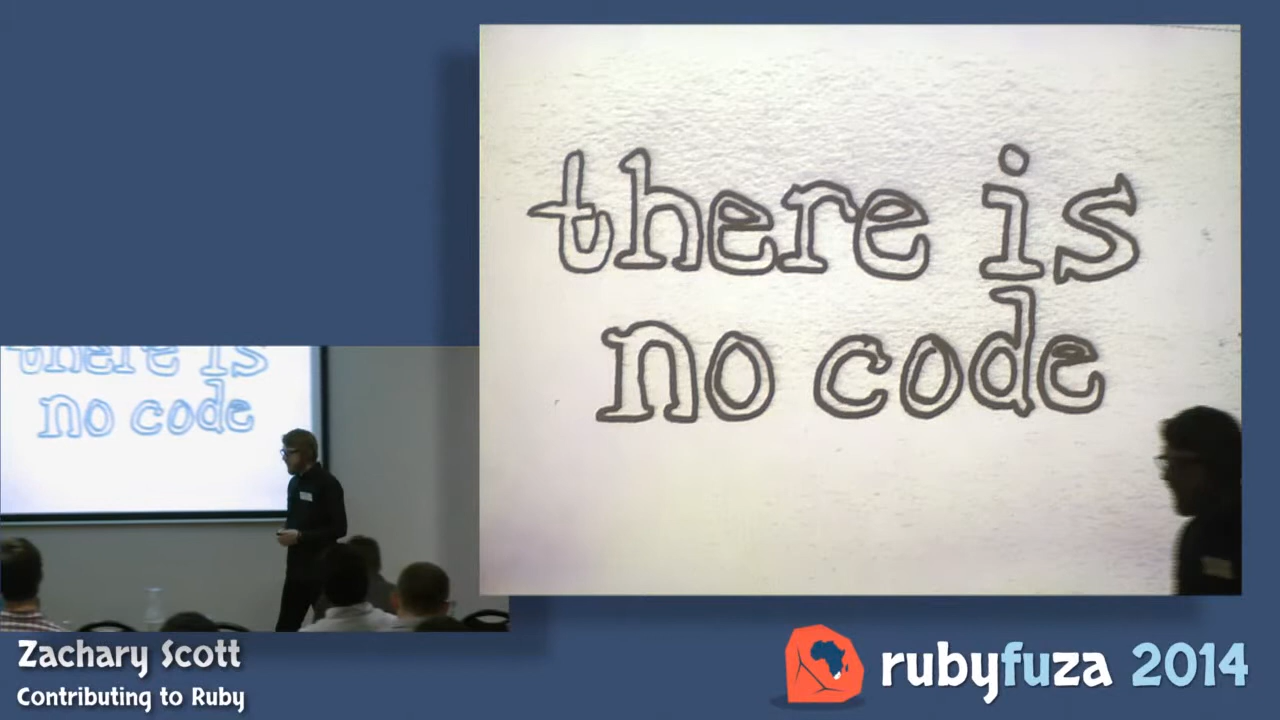 there is
no code
there is
no code
Zachary Scott
Contributing to Ruby
rubyfuza 2014